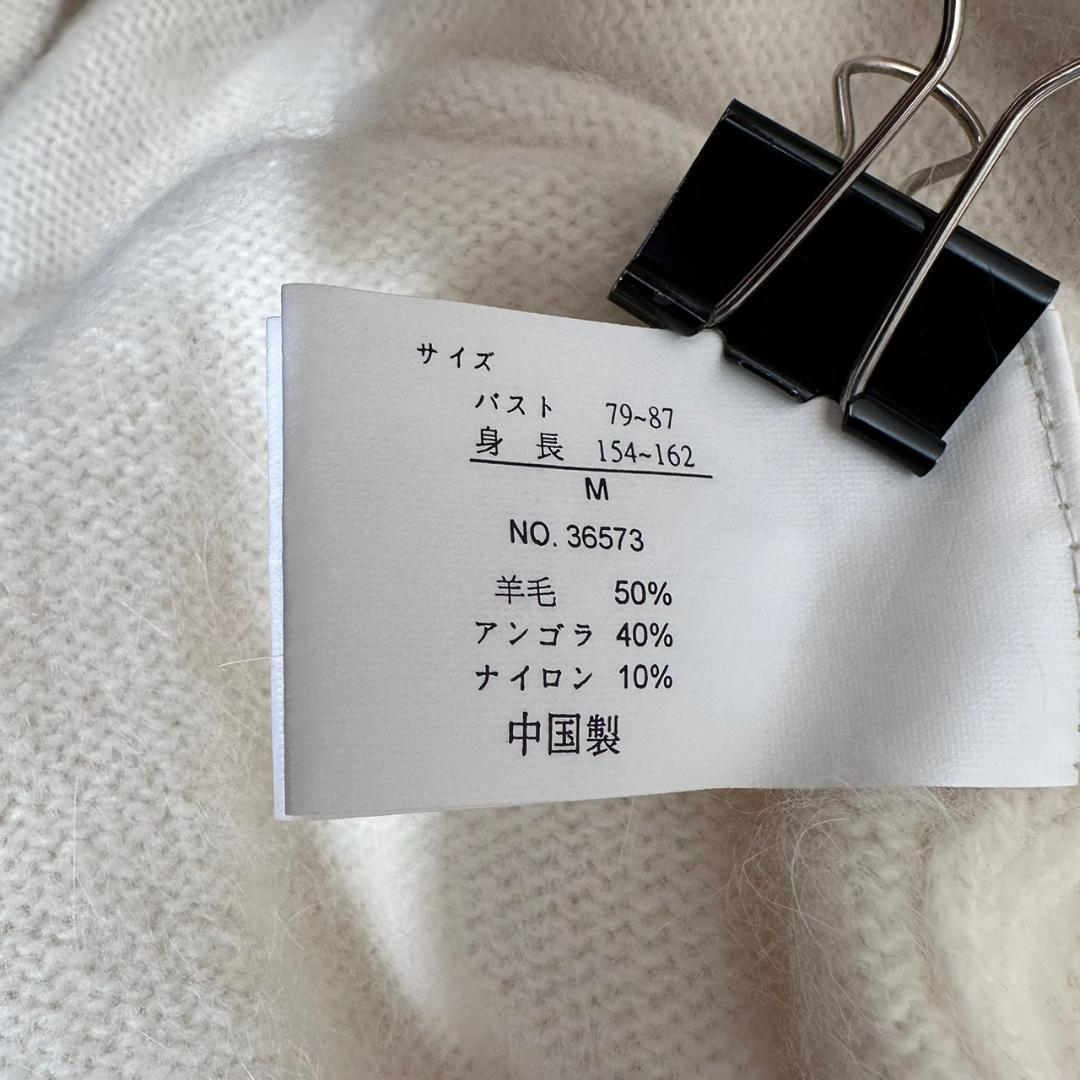 サイズ
バスト 79~87
身長 154~162
M
NO. 36573
羊毛 50%
アンゴラ 40%
ナイロン 10%
中国製